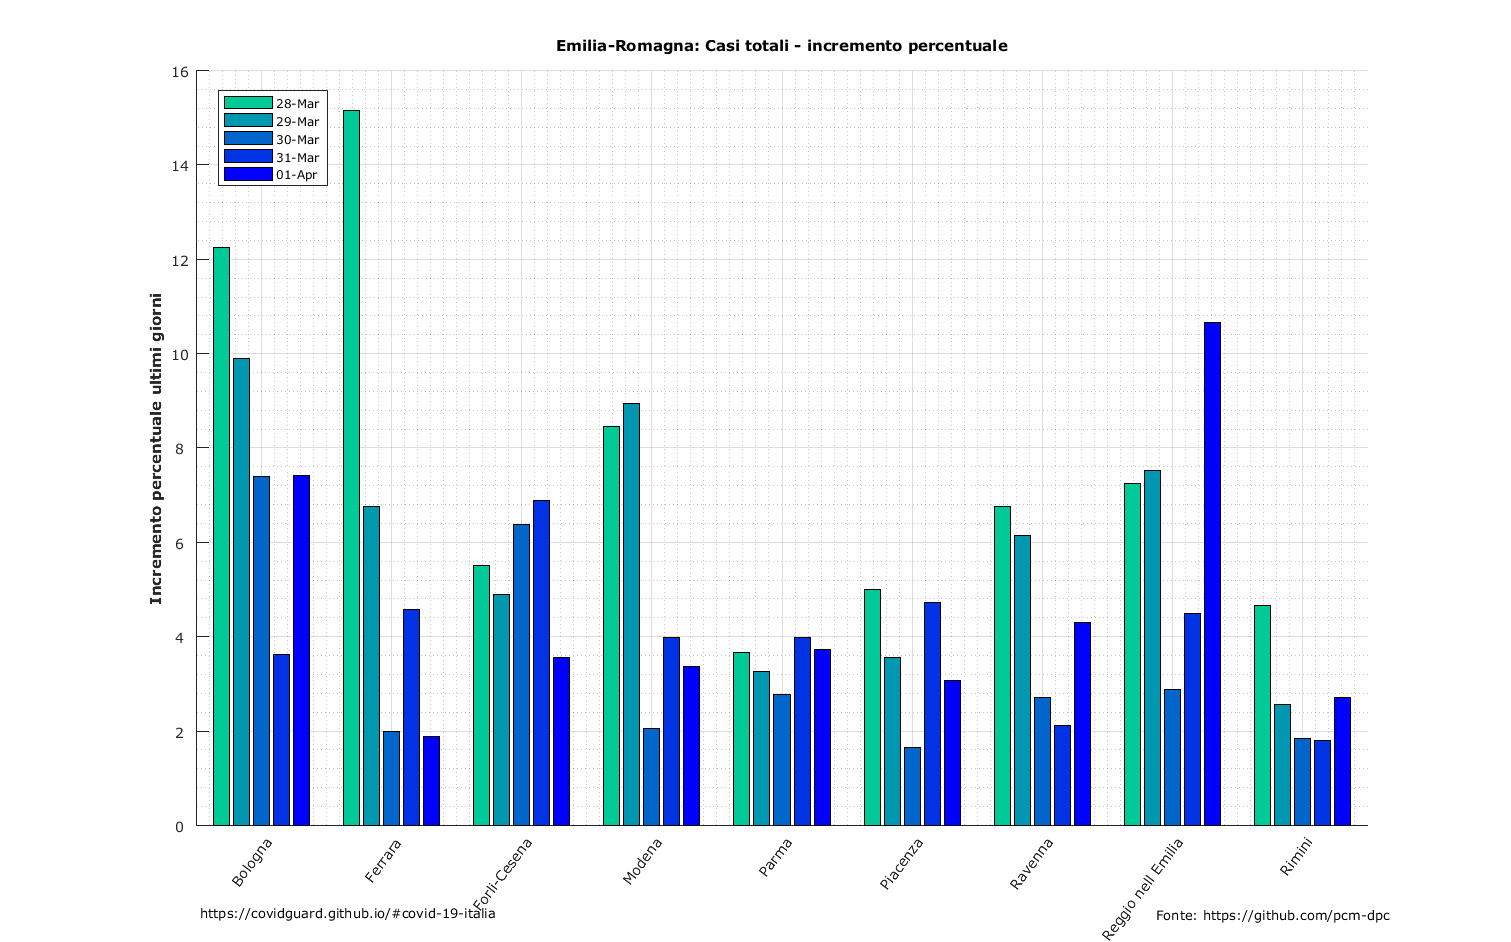 Emilia-Romagna: Casi totali - incremento percentuale
Incremento percentuale ultimi giorni
16
14
12
10
8
6
4
2
0
28-Mar
29-Mar
30-Mar
31-Mar
01-Apr
Bologna
Ferrara
Forlì-Cesena
Modena
Parma
Piacenza
Ravenna
Reggio nell Emilia
Rimini
https://covidguard.github.io/#covid-19-italia
Fonte: https://github.com/pcm-dpc